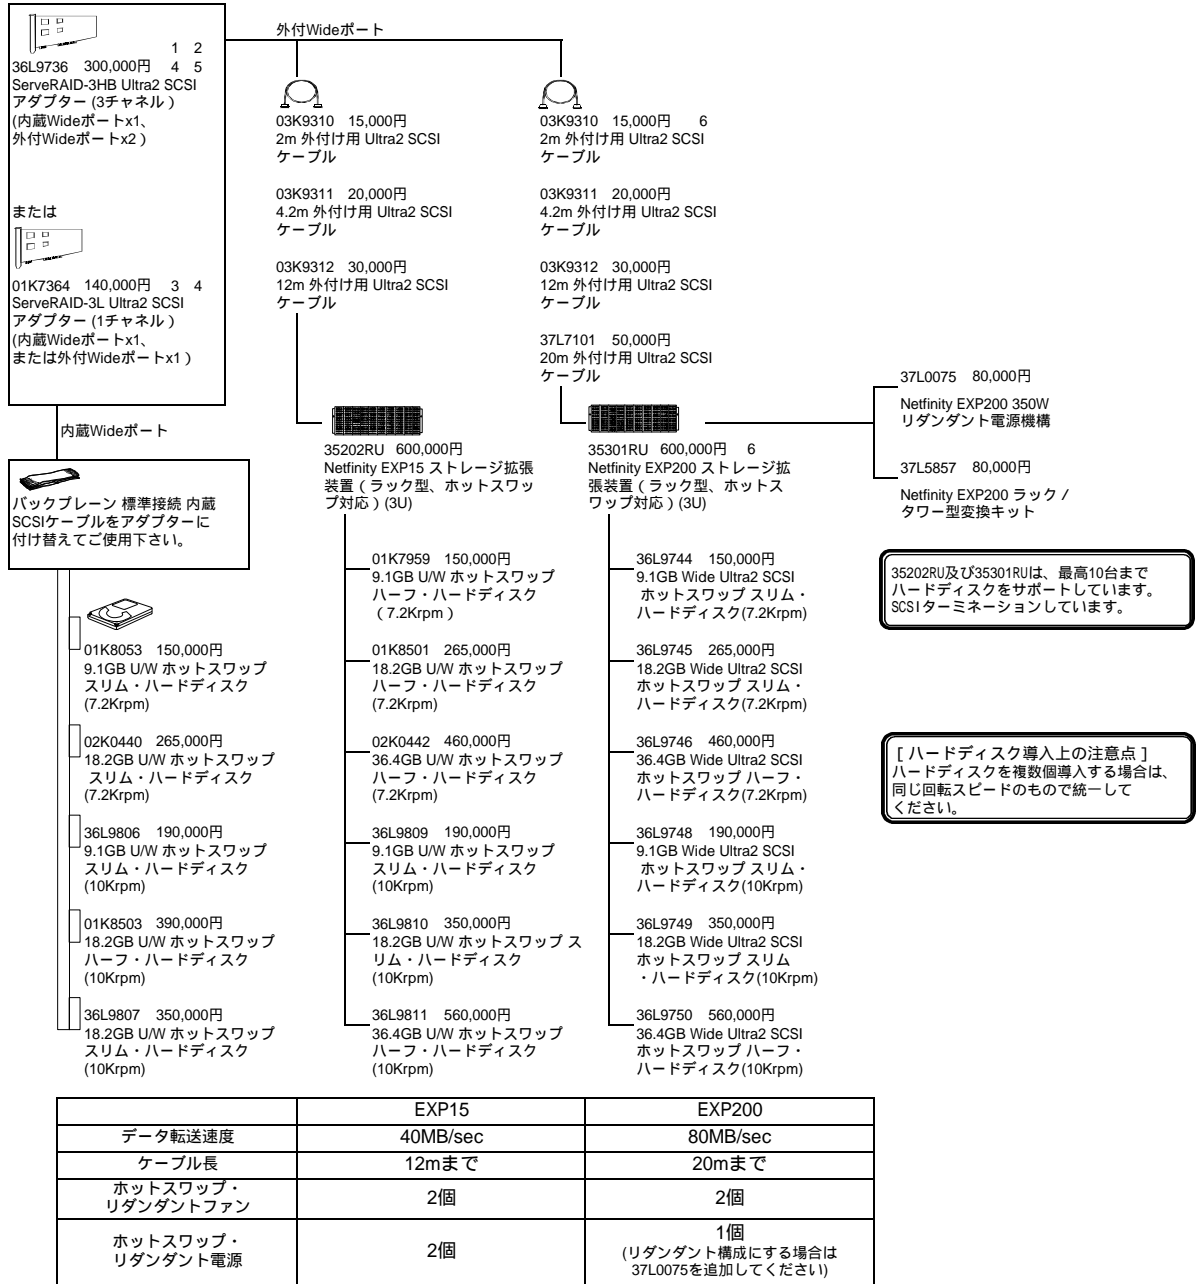 1 2
36L9736 300,000円 4 5
ServeRAID-3HB Ultra2 SCSI
アダプター (3チャネル )
(内蔵Wideポートx1、
外付Wideポートx2 )
または
01K7364 140,000円 3 4
ServeRAID-3L Ultra2 SCSI
アダプター (1チャネル )
(内蔵Wideポートx1、
または外付Wideポートx1 )
内蔵Wideポート
バックプレーン 標準接続 内蔵
SCSIケーブルをアダプターに
付け替えてご使用下さい。
01K8053 150,000円
9.1GB U/W ホットスワップ
スリム・ハードディスク
(7.2Krpm)
02K0440 265,000円
18.2GB U/W ホットスワップ
スリム・ハードディスク
(7.2Krpm)
36L9806 190,000円
9.1GB U/W ホットスワップ
スリム・ハードディスク
(10Krpm)
01K8503 390,000円
18.2GB U/W ホットスワップ
ハーフ・ハードディスク
(10Krpm)
36L9807 350,000円
18.2GB U/W ホットスワップ
スリム・ハードディスク
(10Krpm)
外付Wideポート
03K9310 15,000円
2m 外付け用 Ultra2 SCSI
ケーブル
03K9311 20,000円
4.2m 外付け用 Ultra2 SCSI
ケーブル
03K9312 30,000円
12m 外付け用 Ultra2 SCSI
ケーブル
35202RU 600,000円
Netfinity EXP15 ストレージ拡張
装置 ( ラック型、ホットスワッ
プ対応 ) (3U)
01K7959 150,000円
9.1GB U/W ホットスワップ
ハーフ・ハードディスク
( 7.2Krpm )
01K8501 265,000円
18.2GB U/W ホットスワップ
ハーフ・ハードディスク
(7.2Krpm)
02K0442 460,000円
36.4GB U/W ホットスワップ
ハーフ・ハードディスク
(7.2Krpm)
36L9809 190,000円
9.1GB U/W ホットスワップ
スリム・ハードディスク
(10Krpm)
36L9810 350,000円
18.2GB U/W ホットスワップ ス
リム・ハードディスク
(10Krpm)
36L9811 560,000円
36.4GB U/W ホットスワップ
ハーフ・ハードディスク
(10Krpm)
03K9310 15,000円 6
2m 外付け用 Ultra2 SCSI
ケーブル
03K9311 20,000円
4.2m 外付け用 Ultra2 SCSI
ケーブル
03K9312 30,000円
12m 外付け用 Ultra2 SCSI
ケーブル
37L7101 50,000円
20m 外付け用 Ultra2 SCSI
ケーブル
35301RU 600,000円 6
Netfinity EXP200 ストレージ拡
張装置 ( ラック型、ホットス
ワップ対応 ) (3U)
36L9744 150,000円
9.1GB Wide Ultra2 SCSI
ホットスワップ スリム・
ハードディスク(7.2Krpm)
36L9745 265,000円
18.2GB Wide Ultra2 SCSI
ホットスワップ スリム・
ハードディスク(7.2Krpm)
36L9746 460,000円
36.4GB Wide Ultra2 SCSI
ホットスワップ ハーフ・
ハードディスク(7.2Krpm)
36L9748 190,000円
9.1GB Wide Ultra2 SCSI
ホットスワップ スリム・
ハードディスク(10Krpm)
36L9749 350,000円
18.2GB Wide Ultra2 SCSI
ホットスワップ スリム
・ハードディスク(10Krpm)
36L9750 560,000円
36.4GB Wide Ultra2 SCSI
ホットスワップ ハーフ・
ハードディスク(10Krpm)
37L0075 80,000円
Netfinity EXP200 350W
リダンダント電源機構
37L5857 80,000円
Netfinity EXP200 ラック /
タワー型変換キット
35202RU及び35301RUは、最高10台まで
ハードディスクをサポートしています。
SCSIターミネーションしています。
[ ハードディスク導入上の注意点 ]
ハードディスクを複数個導入する場合は、
同じ回転スピードのもので統一して
ください。
EXP15 EXP200
データ転送速度 40MB/sec 80MB/sec
ケーブル長 12mまで 20mまで
ホットスワップ・
リダンダントファン 2個 2個
ホットスワップ・
リダンダント電源 2個 1個
(リダンダント構成にする場合は
37L0075を追加してください)